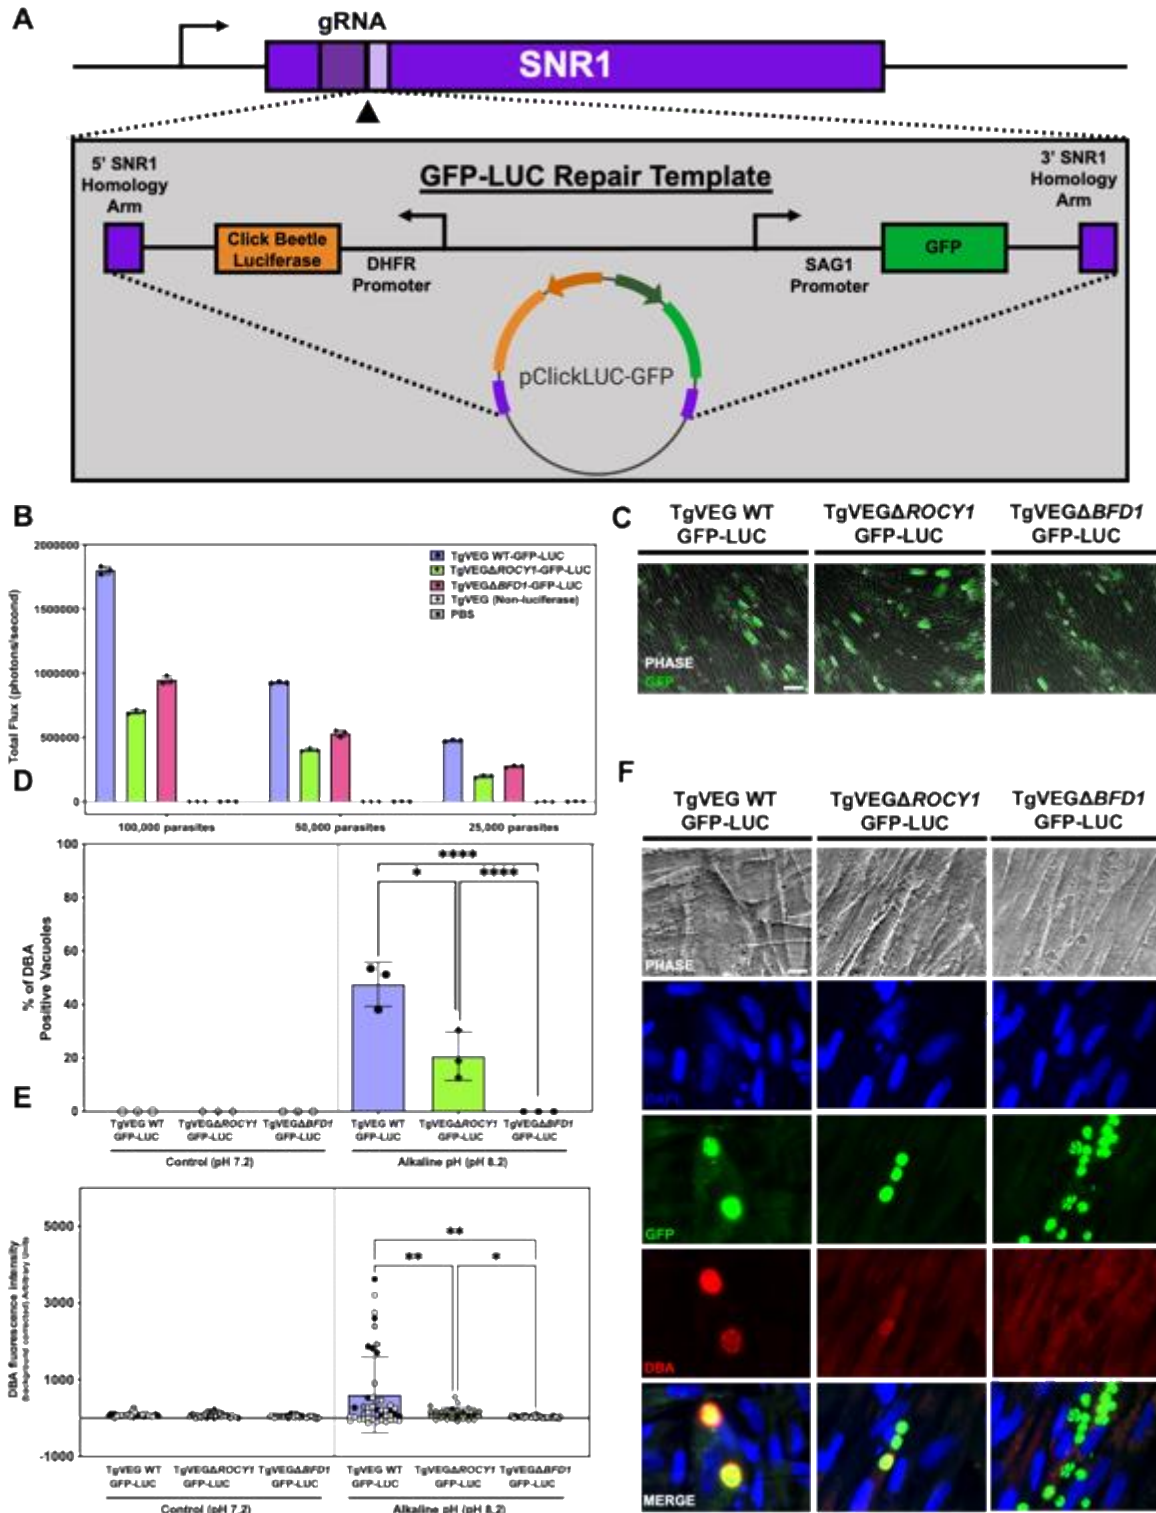 A
gRNA
SNR1
5' SNR1
Homology
Arm
GFP-LUC Repair Template
3' SNR1
Homology
Arm
Click Beetle
Luciferase
DHFR
Promoter
SAG1
Promoter
GFP
pClickLUC-GFP
B
Total Flux (photons/second)
2000000
1500000
1000000
500000
0
TgVEG WT-GFP-LUC
TgVEGΔROCY1-GFP-LUC
TgVEGΔBFD1-GFP-LUC
TgVEG (Non-luciferase)
PBS
100,000 parasites
50,000 parasites
25,000 parasites
C
TgVEG WT
GFP-LUC
TgVEGΔROCY1
GFP-LUC
TgVEGΔBFD1
GFP-LUC
PHASE
GFP
D
% of DBA
Positive Vacuoles
100
80
60
40
20
0
****
*
****
TgVEG WT
GFP-LUC
TgVEGΔROCY1
GFP-LUC
TgVEGΔBFD1
GFP-LUC
TgVEG WT
GFP-LUC
TgVEGΔROCY1
GFP-LUC
TgVEGΔBFD1
GFP-LUC
Control (pH 7.2)
Alkaline pH (pH 8.2)
E
DBA fluorescence intensity
(background corrected) Arbitrary Units
5000
3000
1000
-1000
**
**
*
TgVEG WT
GFP-LUC
TgVEGΔROCY1
GFP-LUC
TgVEGΔBFD1
GFP-LUC
TgVEG WT
GFP-LUC
TgVEGΔROCY1
GFP-LUC
TgVEGΔBFD1
GFP-LUC
Control (pH 7.2)
Alkaline pH (pH 8.2)
F
TgVEG WT
GFP-LUC
TgVEGΔROCY1
GFP-LUC
TgVEGΔBFD1
GFP-LUC
PHASE
DAPI
GFP
DBA
MERGE